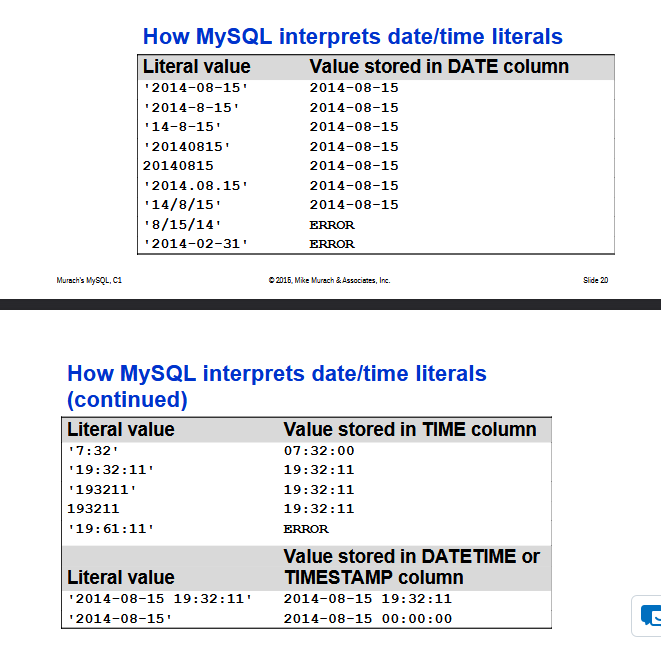 How MySQL interprets date/time literals
Literal value Value stored in DATE column
'2014-08-15' 2014-08-15
'2014-8-15' 2014-08-15
'14-8-15' 2014-08-15
'20140815' 2014-08-15
20140815 2014-08-15
'2014.08.15' 2014-08-15
'14/8/15' 2014-08-15
'8/15/14' ERROR
'2014-02-31' ERROR
Murach's MySQL, C1 © 2015, Mike Murach & Associates, Inc. Slide 20
How MySQL interprets date/time literals
(continued)
Literal value Value stored in TIME column
'7:32' 07:32:00
'19:32:11' 19:32:11
'193211' 19:32:11
193211 19:32:11
'19:61:11' ERROR
Value stored in DATETIME or
Literal value TIMESTAMP column
'2014-08-15 19:32:11' 2014-08-15 19:32:11
'2014-08-15' 2014-08-15 00:00:00